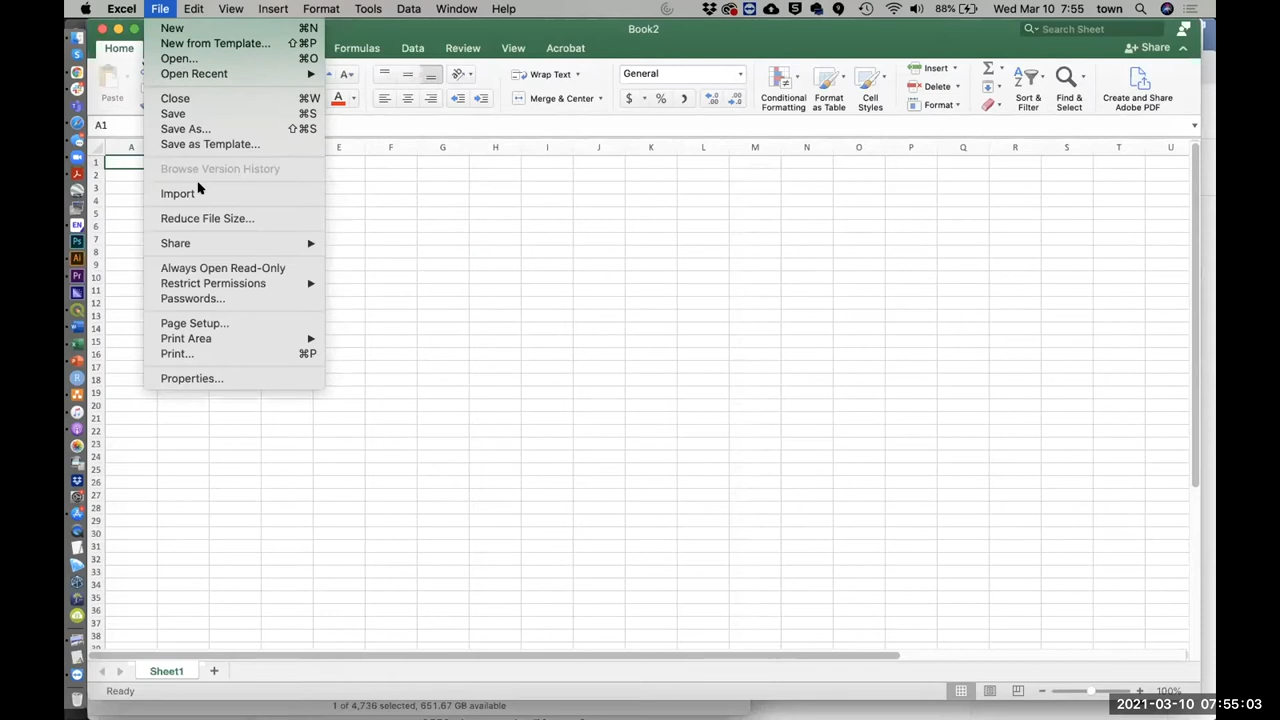 Excel File Edit View Insert Format Tools Data Window Help 88% Wed Mar 10 7:55 town
Book2
Search Sheet
Home Formulas Data Review View Acrobat Share
New ⌘N
New from Template... ⇧⌘P
Open... ⌘O
Open Recent
Close ⌘W
Save ⌘S
Save As... ⇧⌘S
Save as Template...
Browse Version History
Import
Reduce File Size...
Share
Always Open Read-Only
Restrict Permissions
Passwords...
Page Setup...
Print Area
Print... ⌘P
Properties...
Paste
A
Wrap Text
Merge & Center
General
$ %
Conditional
Formatting
Format
as Table
Cell
Styles
Insert
Delete
Format
Sort &
Filter
Find &
Select
Create and Share
Adobe PDF
A1
A E F G H I J K L M N O P Q R S T U
1
2
3
4
5
6
7
8
9
10
11
12
13
14
15
16
17
18
19
20
21
22
23
24
25
26
27
28
29
30
31
32
33
34
35
36
37
38
EN
Ps
Ai
Pr
R
Sheet1
Ready
100%
1 of 4,736 selected, 651.67 GB available
2021-03-10 07:55:03